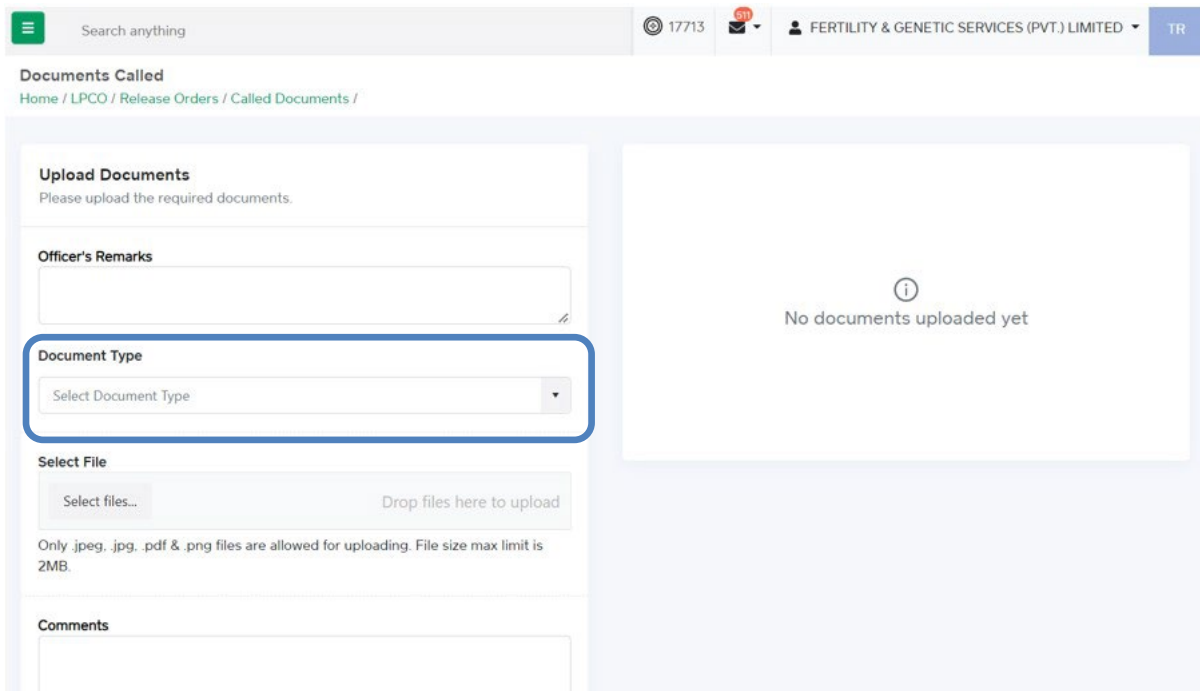 Search anything
17713
511
FERTILITY & GENETIC SERVICES (PVT.) LIMITED
TR
Documents Called
Home / LPCO / Release Orders / Called Documents /
Upload Documents
Please upload the required documents.
Officer's Remarks
Document Type
Select Document Type
Select File
Select files...
Drop files here to upload
Only .jpeg, .jpg, .pdf & .png files are allowed for uploading. File size max limit is
2MB.
Comments
No documents uploaded yet